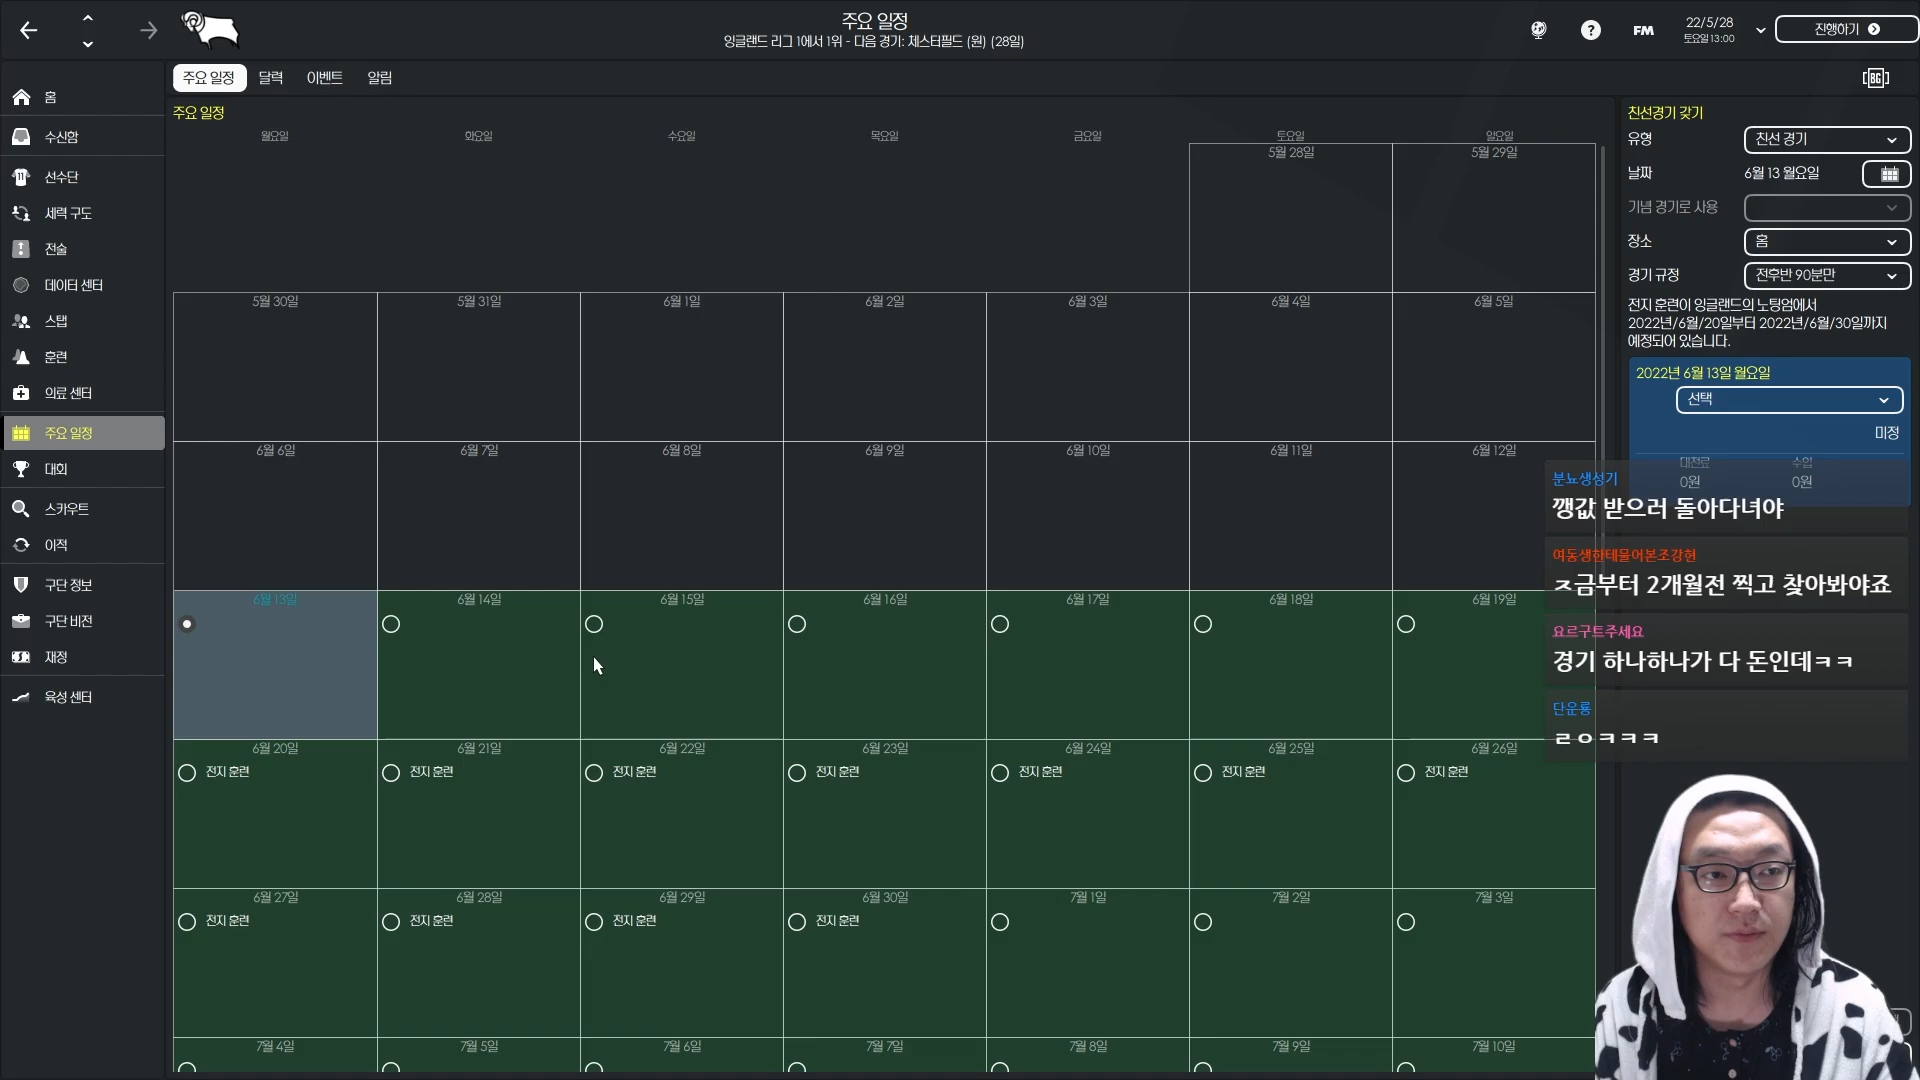 주요 일정
잉글랜드 리그 1에서 1위 - 다음 경기: 체스터필드 (원) (28일)
FM
22/5/28
토요일 13:00
진행하기
홈
수신함
선수단
세력 구도
전술
데이터 센터
스탭
훈련
의료 센터
주요 일정
대회
스카우트
이적
구단 정보
구단 비전
재정
육성 센터
주요 일정 달력 이벤트 알림
BG
주요 일정
월요일 화요일 수요일 목요일 금요일 토요일 일요일
5월 28일 5월 29일
5월 30일 5월 31일 6월 1일 6월 2일 6월 3일 6월 4일 6월 5일
6월 6일 6월 7일 6월 8일 6월 9일 6월 10일 6월 11일 6월 12일
6월 13일 6월 14일 6월 15일 6월 16일 6월 17일 6월 18일 6월 19일
6월 20일 6월 21일 6월 22일 6월 23일 6월 24일 6월 25일 6월 26일
전지 훈련 전지 훈련 전지 훈련 전지 훈련 전지 훈련 전지 훈련 전지 훈련
6월 27일 6월 28일 6월 29일 6월 30일 7월 1일 7월 2일 7월 3일
전지 훈련 전지 훈련 전지 훈련 전지 훈련
7월 4일 7월 5일 7월 6일 7월 7일 7월 8일 7월 9일 7월 10일
친선경기 갖기
유형 친선 경기
날짜 6월 13 월요일
기념 경기로 사용
장소 홈
경기 규정 전후반 90분만
전지 훈련이 잉글랜드의 노팅엄에서
2022년/6월/20일부터 2022년/6월/30일까지
예정되어 있습니다.
2022년 6월 13일 월요일
선택
미정
대전료 수입
0원 0원
분뇨생성기
깽값 받으러 돌아다녀야
여동생한테물어본조강현
ㅈ금부터 2개월전 찍고 찾아봐야죠
요르구트주세요
경기 하나하나가 다 돈인데ㅋㅋ
단운룡
ㄹㅇㅋㅋㅋ